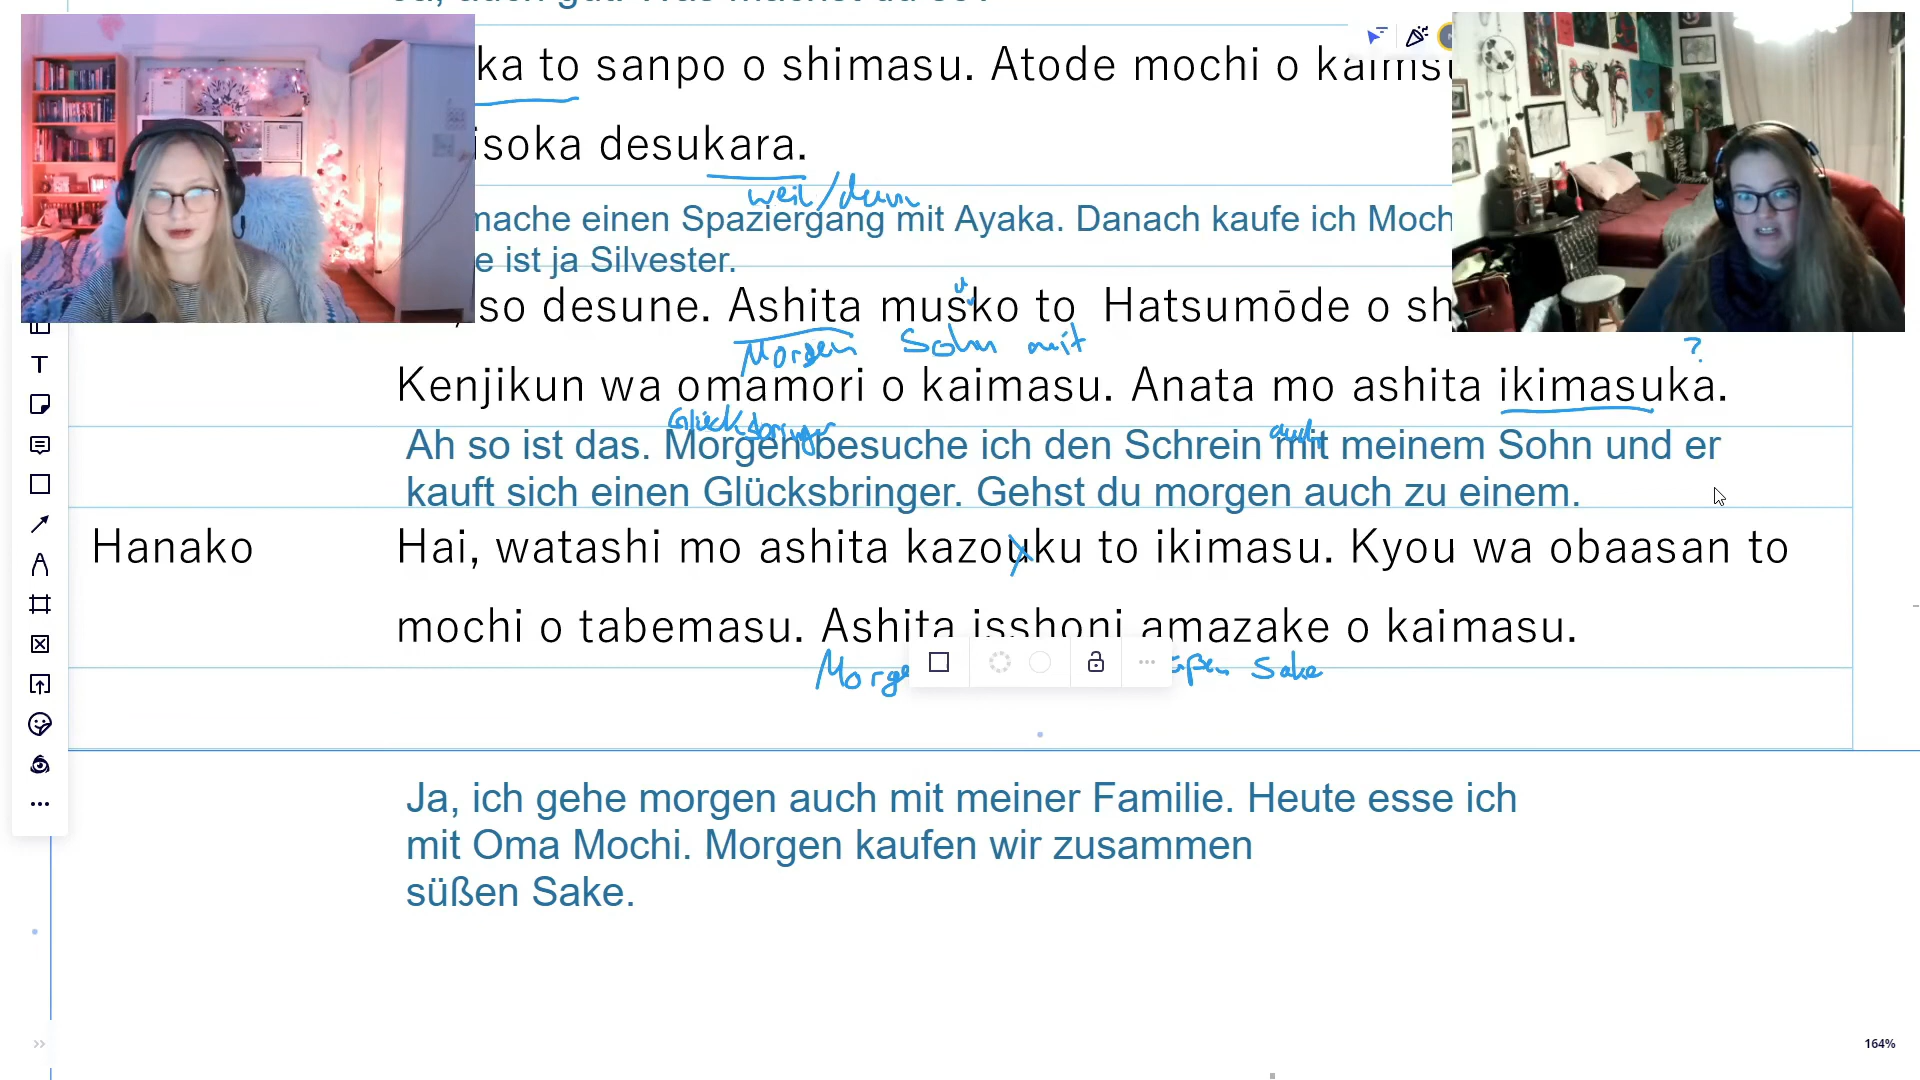 ka to sanpo o shimasu. Atode mochi o kaims
isoka desukara.
weil/denn
mache einen Spaziergang mit Ayaka. Danach kaufe ich Moch
e ist ja Silvester.
, so desune. Ashita musko to Hatsumōde o sh
Morgen Sohn mit
?
Kenjikun wa omamori o kaimasu. Anata mo ashita ikimasuka.
Glücksbringer auch
Ah so ist das. Morgen besuche ich den Schrein mit meinem Sohn und er
kauft sich einen Glücksbringer. Gehst du morgen auch zu einem.
Hanako Hai, watashi mo ashita kazouku to ikimasu. Kyou wa obaasan to
mochi o tabemasu. Ashita isshoni amazake o kaimasu.
Morge ßen Sake
Ja, ich gehe morgen auch mit meiner Familie. Heute esse ich
mit Oma Mochi. Morgen kaufen wir zusammen
süßen Sake.
164%